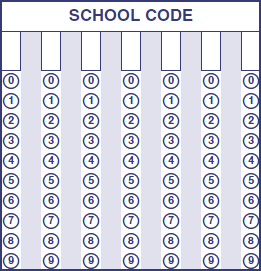 SCHOOL CODE
0 0 0 0 0 0 0
1 1 1 1 1 1 1
2 2 2 2 2 2 2
3 3 3 3 3 3 3
4 4 4 4 4 4 4
5 5 5 5 5 5 5
6 6 6 6 6 6 6
7 7 7 7 7 7 7
8 8 8 8 8 8 8
9 9 9 9 9 9 9